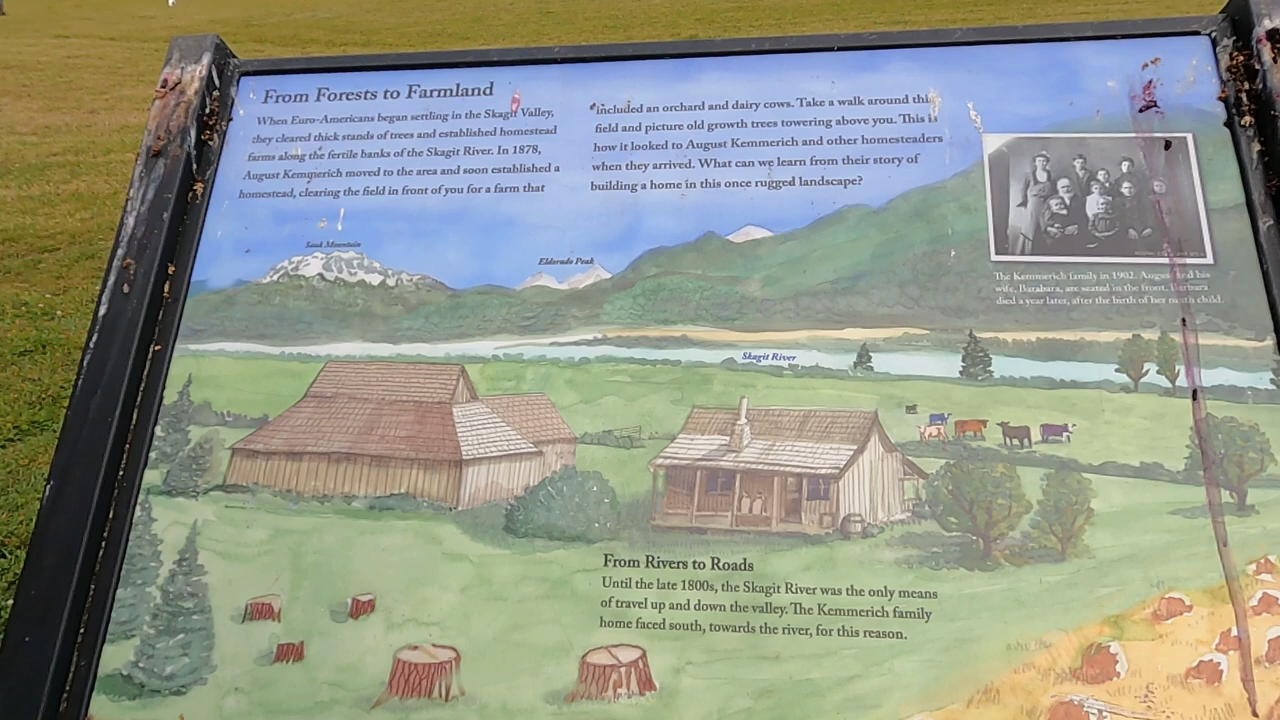 From Forests to Farmland
When Euro-Americans began settling in the Skagit Valley,
they cleared thick stands of trees and established homestead
farms along the fertile banks of the Skagit River. In 1878,
August Kemmerich moved to the area and soon established a
homestead, clearing the field in front of you for a farm that
included an orchard and dairy cows. Take a walk around this
field and picture old growth trees towering above you. This is
how it looked to August Kemmerich and other homesteaders
when they arrived. What can we learn from their story of
building a home in this once rugged landscape?
Sauk Mountain
Eldorado Peak
The Kemmerich family in 1902. August and his
wife, Barabara, are seated in the front. Barbara
died a year later, after the birth of her ninth child.
Skagit River
From Rivers to Roads
Until the late 1800s, the Skagit River was the only means
of travel up and down the valley. The Kemmerich family
home faced south, towards the river, for this reason.